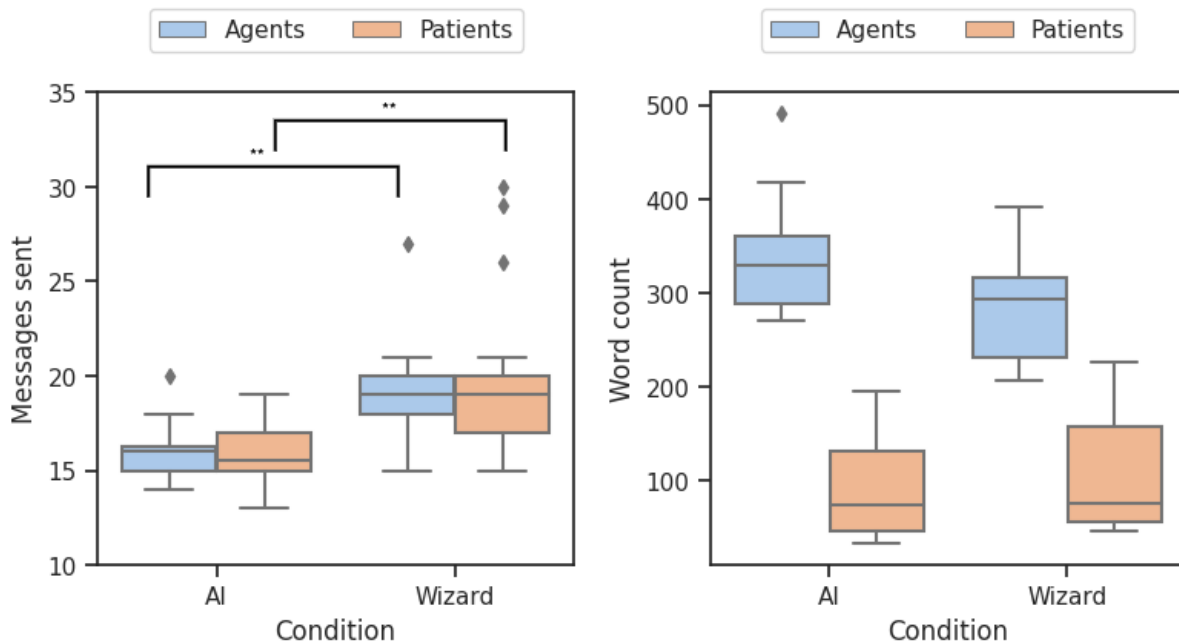 Agents Patients
35
30
25
20
15
10
Messages sent
**
**
AI Wizard
Condition
Agents Patients
500
400
300
200
100
Word count
AI Wizard
Condition